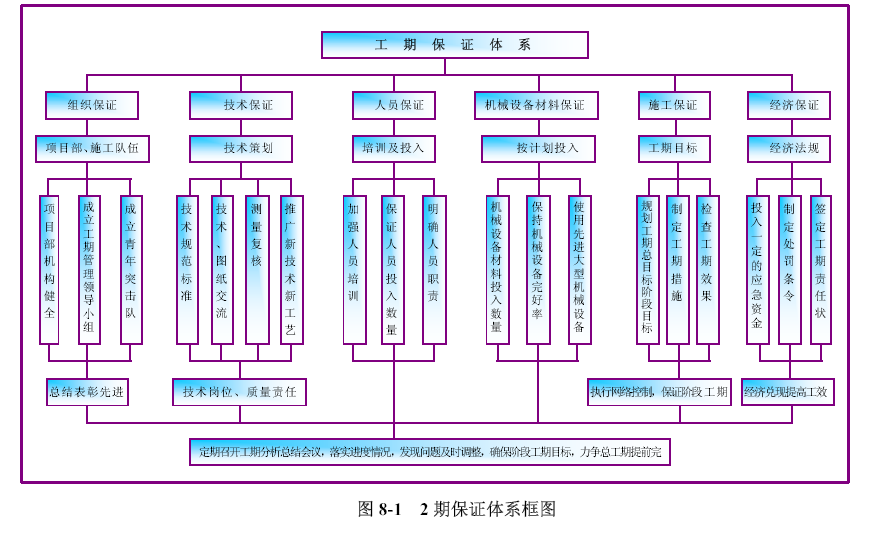 工 期 保 证 体 系
组织保证
技术保证
人员保证
机械设备材料保证
施工保证
经济保证
项目部、施工队伍
技术策划
培训及投入
按计划投入
工期目标
经济法规
项目部机构健全
成立工期管理领导小组
成立青年突击队
技术规范标准
技术、图纸交流
测量复核
推广新技术新工艺
加强人员培训
保证人员投入数量
明确人员职责
机械设备材料投入数量
保持机械设备完好率
使用先进大型机械设备
规划工期总目标阶段目标
制定工期措施
检查工期效果
投入一定的应急资金
制定处罚条令
签定工期责任状
总结表彰先进
技术岗位、质量责任
执行网络控制，保证阶段工期
经济兑现提高工效
定期召开工期分析总结会议，落实进度情况，发现问题及时调整，确保阶段工期目标，力争总工期提前完
图 8-1 2 期保证体系框图